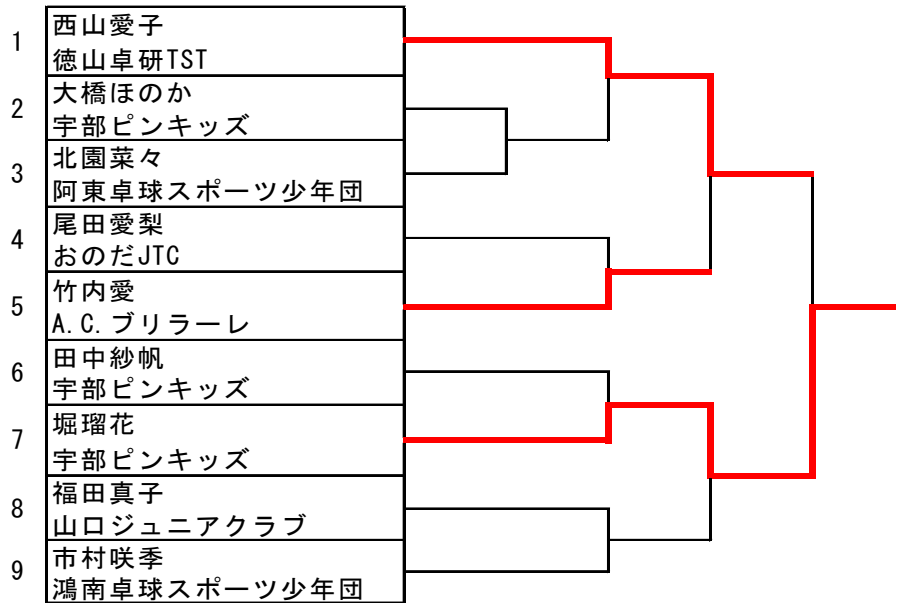 1
西山愛子
徳山卓研TST
2
大橋ほのか
宇部ピンキッズ
3
北園菜々
阿東卓球スポーツ少年団
4
尾田愛梨
おのだJTC
5
竹内愛
A.C.ブリラーレ
6
田中紗帆
宇部ピンキッズ
7
堀瑠花
宇部ピンキッズ
8
福田真子
山口ジュニアクラブ
9
市村咲季
鴻南卓球スポーツ少年団